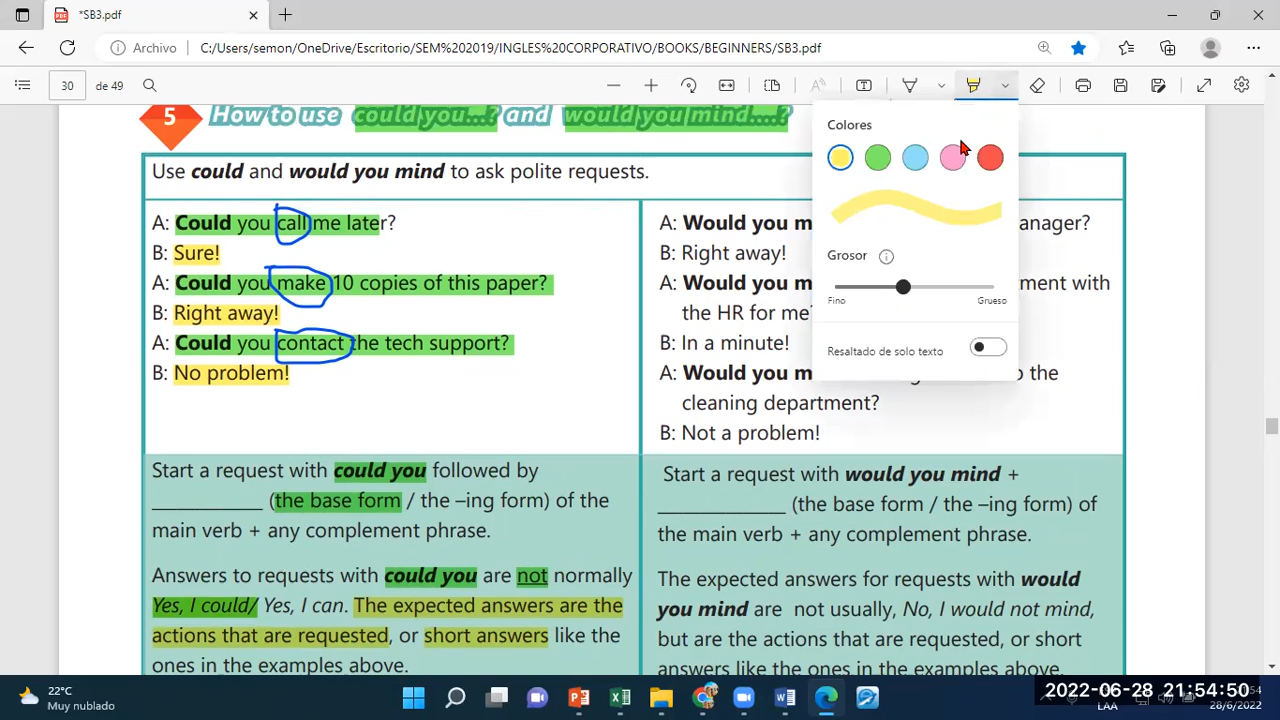 *SB3.pdf
Archivo
C:/Users/semon/OneDrive/Escritorio/SEM%202019/INGLES%20CORPORATIVO/BOOKS/BEGINNERS/SB3.pdf
30
de 49
5
How to use could you...? and would you mind....?
Colores
Grosor
Fino
Grueso
Resaltado de solo texto
Use could and would you mind to ask polite requests.
A: Could you call me later?
B: Sure!
A: Could you make 10 copies of this paper?
B: Right away!
A: Could you contact the tech support?
B: No problem!
A: Would you m anager?
B: Right away!
A: Would you m ment with
the HR for me?
B: In a minute!
A: Would you m the
cleaning department?
B: Not a problem!
Start a request with could you followed by
____________ (the base form / the –ing form) of the
main verb + any complement phrase.
Answers to requests with could you are not normally
Yes, I could/ Yes, I can. The expected answers are the
actions that are requested, or short answers like the
ones in the examples above.
Start a request with would you mind +
____________ (the base form / the –ing form) of
the main verb + any complement phrase.
The expected answers for requests with would
you mind are not usually, No, I would not mind,
but are the actions that are requested, or short
answers like the ones in the examples above.
22°C
Muy nublado
2022-06-28 21:54:50
LAA
28/6/2022